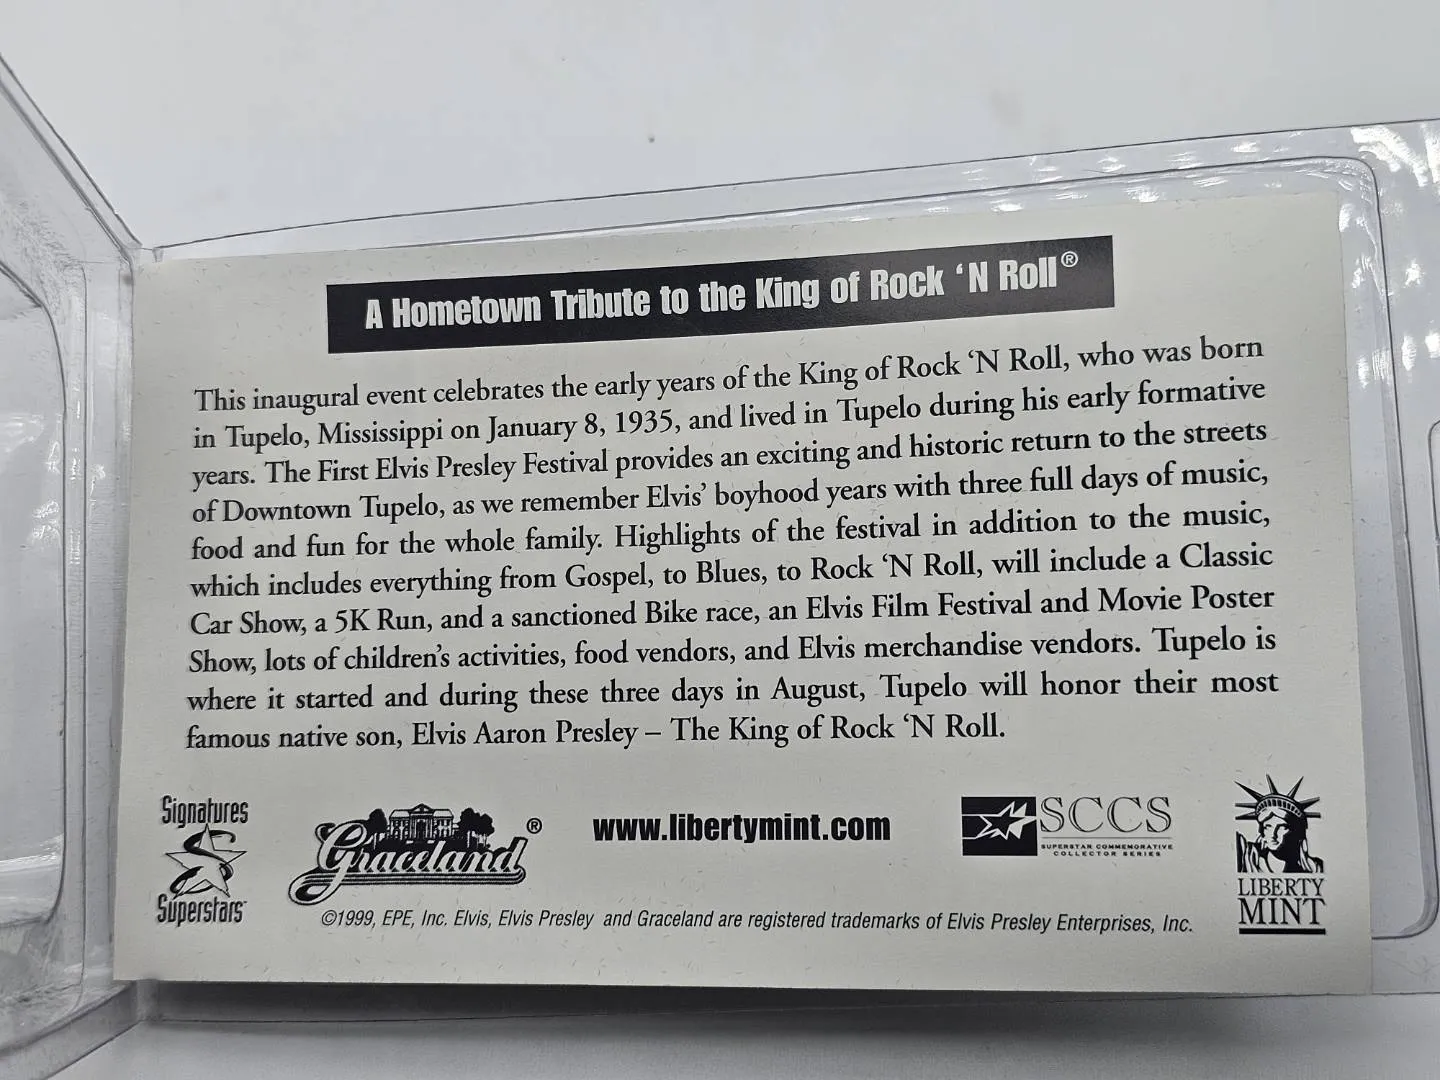 A Hometown Tribute to the King of Rock ‘N Roll®
This inaugural event celebrates the early years of the King of Rock ‘N Roll, who was born
in Tupelo, Mississippi on January 8, 1935, and lived in Tupelo during his early formative
years. The First Elvis Presley Festival provides an exciting and historic return to the streets
of Downtown Tupelo, as we remember Elvis’ boyhood years with three full days of music,
food and fun for the whole family. Highlights of the festival in addition to the music,
which includes everything from Gospel, to Blues, to Rock ‘N Roll, will include a Classic
Car Show, a 5K Run, and a sanctioned Bike race, an Elvis Film Festival and Movie Poster
Show, lots of children’s activities, food vendors, and Elvis merchandise vendors. Tupelo is
where it started and during these three days in August, Tupelo will honor their most
famous native son, Elvis Aaron Presley – The King of Rock ‘N Roll.
Signatures
Superstars™
Graceland®
www.libertymint.com
SCCS
SUPERSTAR COMMEMORATIVE
COLLECTOR SERIES
LIBERTY
MINT
©1999, EPE, Inc. Elvis, Elvis Presley and Graceland are registered trademarks of Elvis Presley Enterprises, Inc.